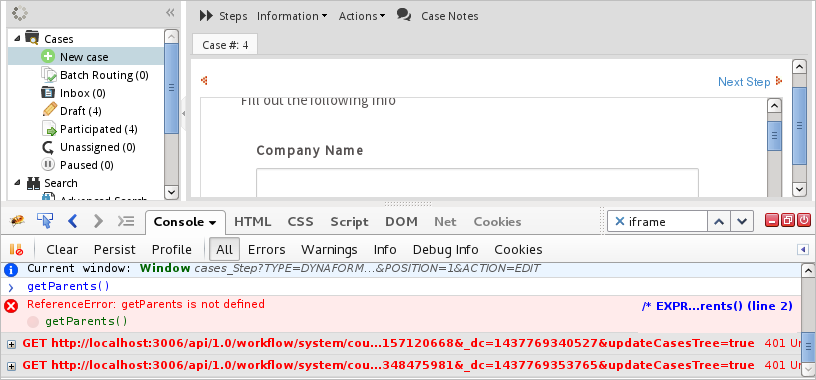 Steps Information Actions Case Notes
Cases
New case
Batch Routing (0)
Inbox (0)
Draft (4)
Participated (4)
Unassigned (0)
Paused (0)
Search
Advanced Search
Case #: 4
Next Step
Fill out the following info
Company Name
Console HTML CSS Script DOM Net Cookies iframe
Clear Persist Profile All Errors Warnings Info Debug Info Cookies
Current window: Window cases_Step?TYPE=DYNAFORM...&POSITION=1&ACTION=EDIT
getParents()
ReferenceError: getParents is not defined /* EXPR...rents() (line 2)
getParents()
GET http://localhost:3006/api/1.0/workflow/system/cou...157120668&_dc=1437769340527&updateCasesTree=true 401 U
GET http://localhost:3006/api/1.0/workflow/system/cou...348475981&_dc=1437769353765&updateCasesTree=true 401 U